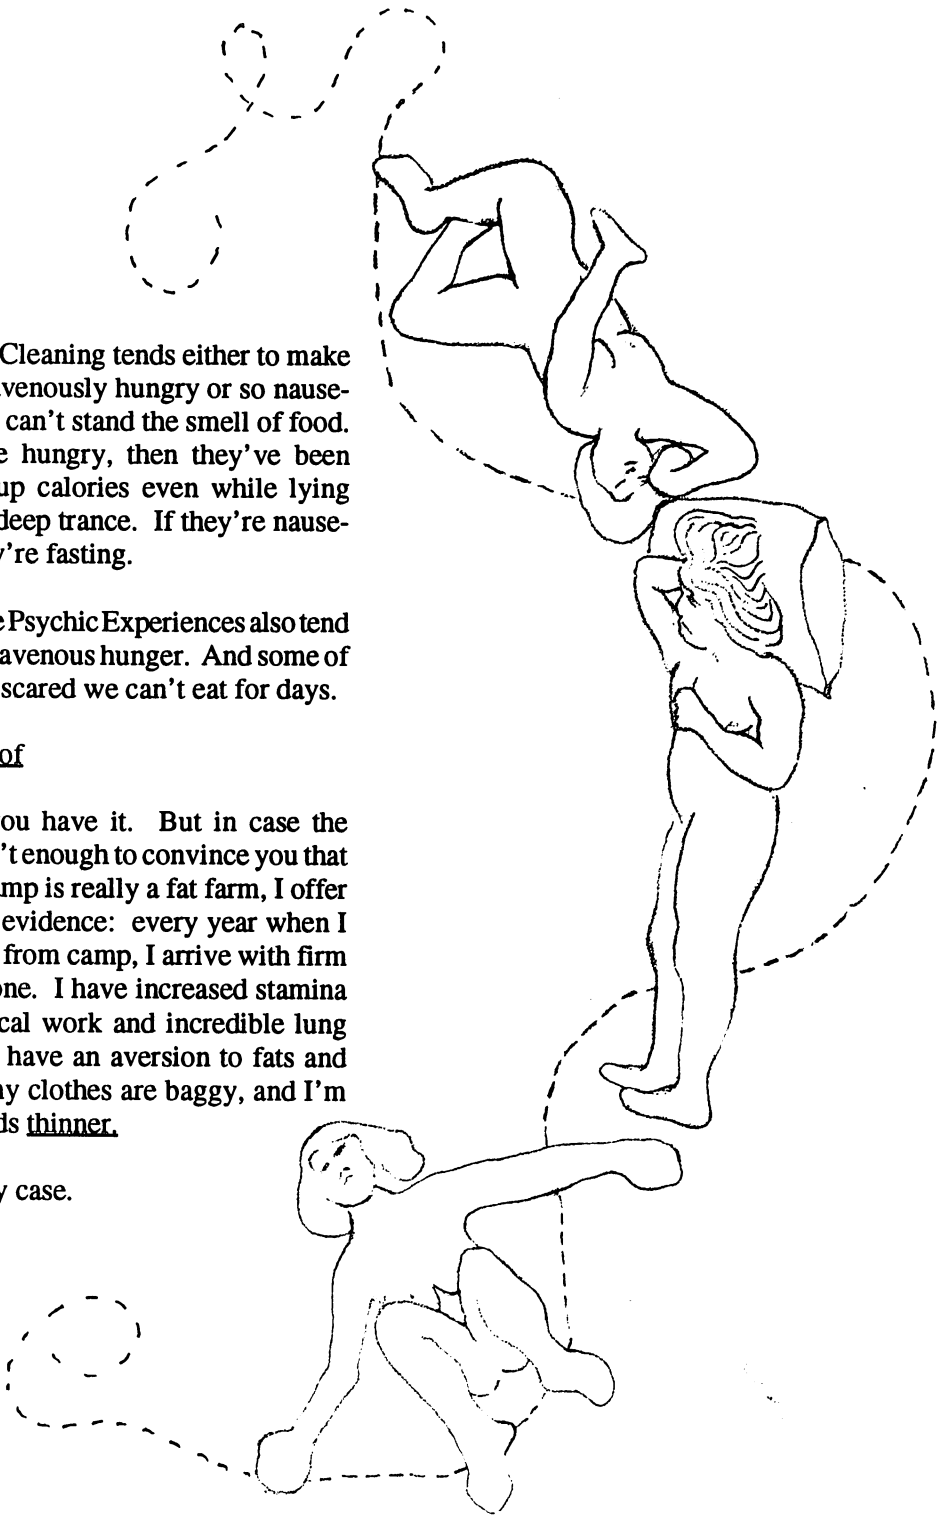 Cleaning tends either to make
venously hungry or so nause-
can't stand the smell of food.
e hungry, then they've been
up calories even while lying
deep trance. If they're nause-
y're fasting.
e Psychic Experiences also tend
avenous hunger. And some of
scared we can't eat for days.
of
ou have it. But in case the
't enough to convince you that
mp is really a fat farm, I offer
evidence: every year when I
from camp, I arrive with firm
one. I have increased stamina
cal work and incredible lung
have an aversion to fats and
ny clothes are baggy, and I'm
ds thinner.
y case.